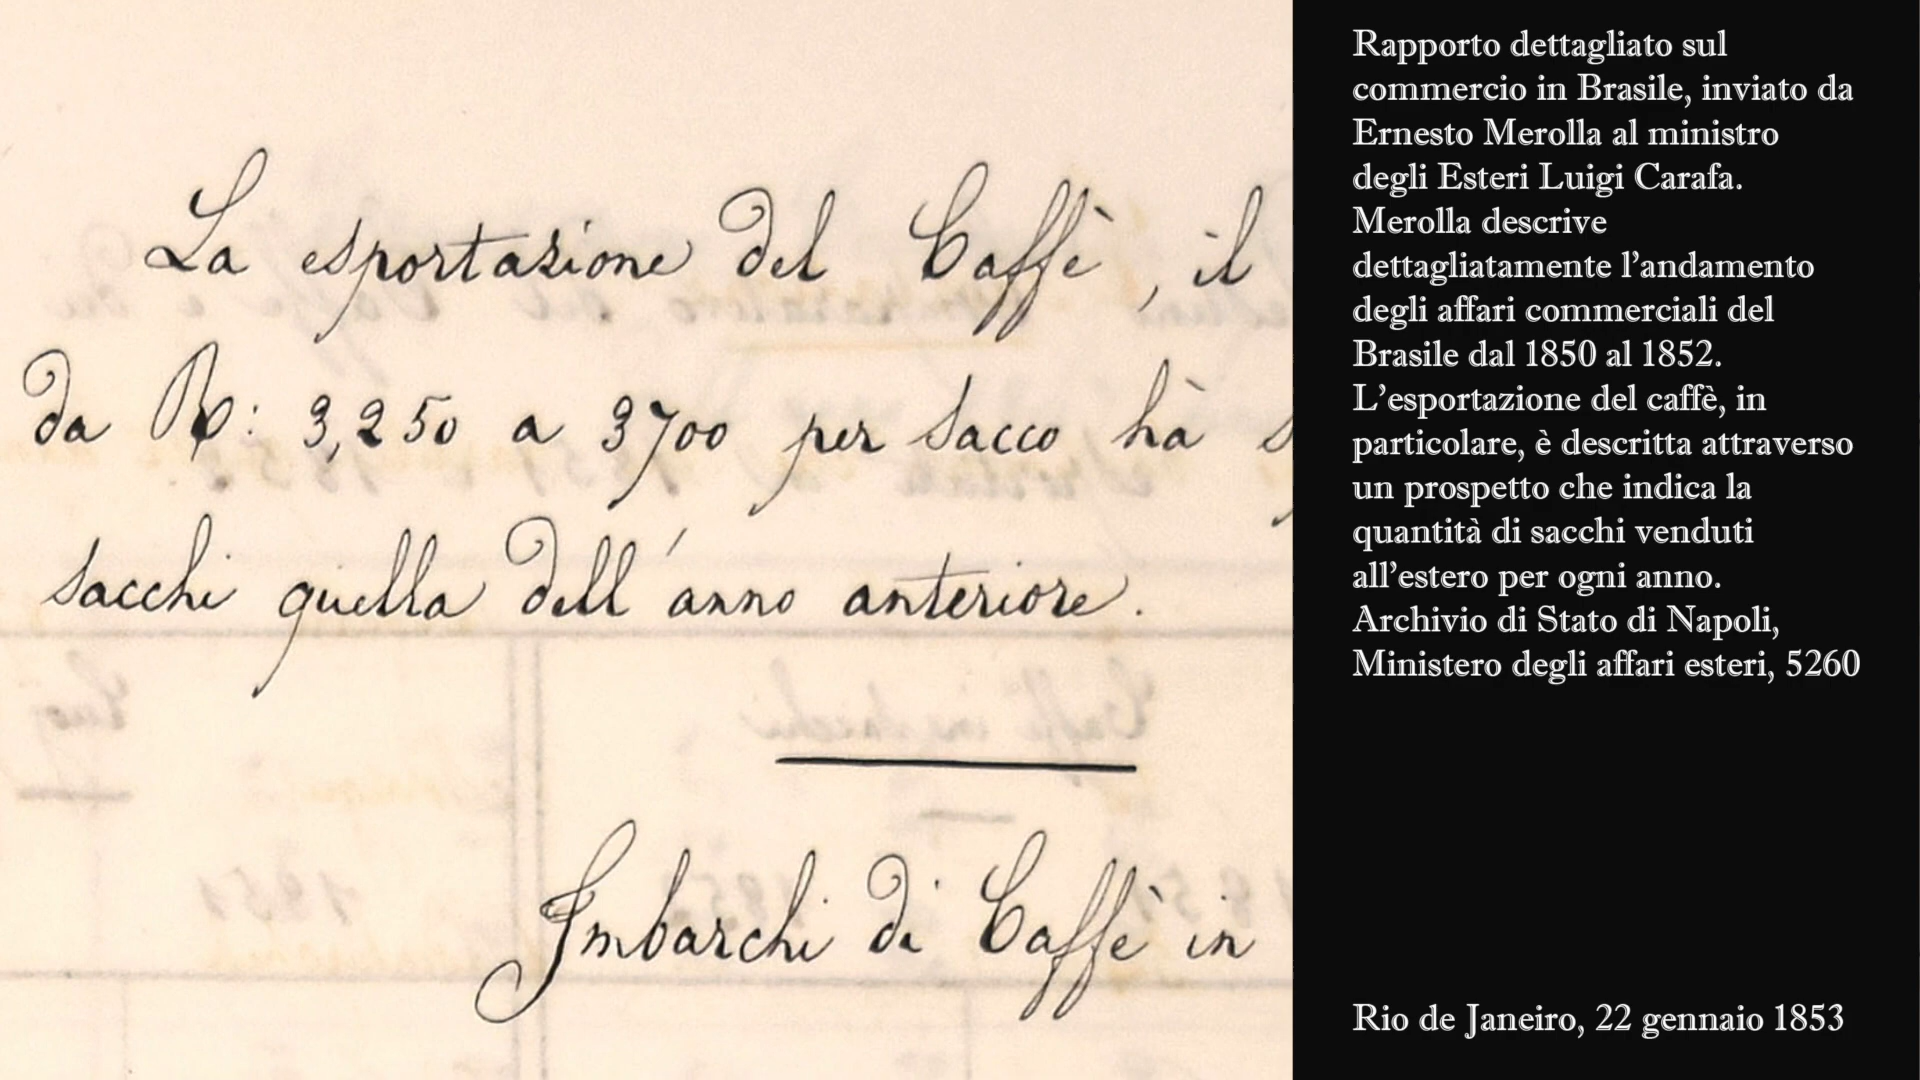 La esportazione del Caffè, il
da Rs: 3,250 a 3700 per sacco hà
sacchi quella dell'anno anteriore.
Imbarchi di Caffè in
Rapporto dettagliato sul
commercio in Brasile, inviato da
Ernesto Merolla al ministro
degli Esteri Luigi Carafa.
Merolla descrive
dettagliatamente l’andamento
degli affari commerciali del
Brasile dal 1850 al 1852.
L’esportazione del caffè, in
particolare, è descritta attraverso
un prospetto che indica la
quantità di sacchi venduti
all’estero per ogni anno.
Archivio di Stato di Napoli,
Ministero degli affari esteri, 5260
Rio de Janeiro, 22 gennaio 1853